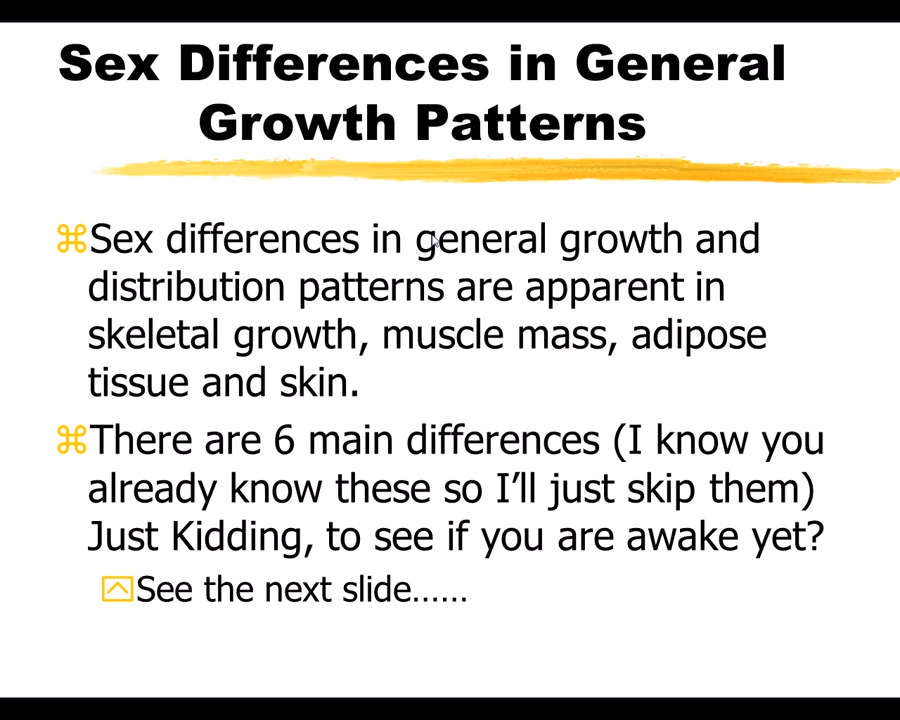 Sex Differences in General
Growth Patterns
⌘Sex differences in general growth and
distribution patterns are apparent in
skeletal growth, muscle mass, adipose
tissue and skin.
⌘There are 6 main differences (I know you
already know these so I’ll just skip them)
Just Kidding, to see if you are awake yet?
See the next slide……